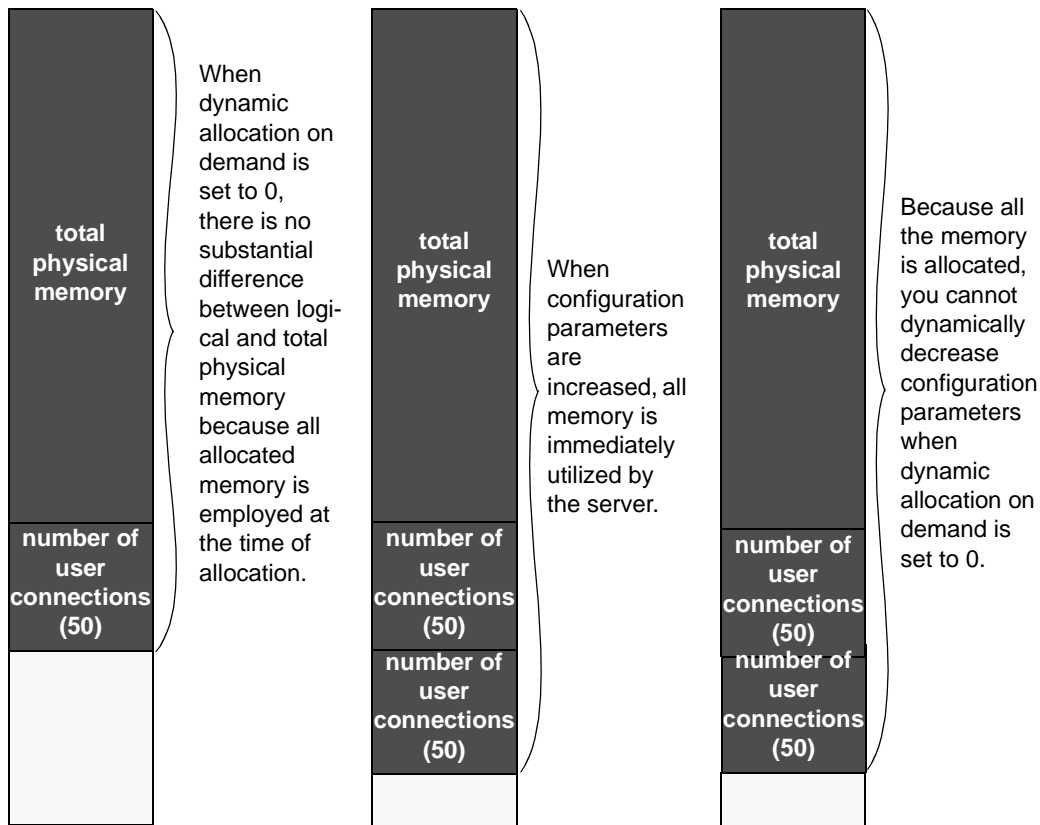 total
physical
memory
number of
user
connections
(50)
When
dynamic
allocation on
demand is
set to 0,
there is no
substantial
difference
between logi-
cal and total
physical
memory
because all
allocated
memory is
employed at
the time of
allocation.
total
physical
memory
number of
user
connections
(50)
number of
user
connections
(50)
When
configuration
parameters
are
increased, all
memory is
immediately
utilized by
the server.
total
physical
memory
number of
user
connections
(50)
number of
user
connections
(50)
Because all
the memory
is allocated,
you cannot
dynamically
decrease
configuration
parameters
when
dynamic
allocation on
demand is
set to 0.